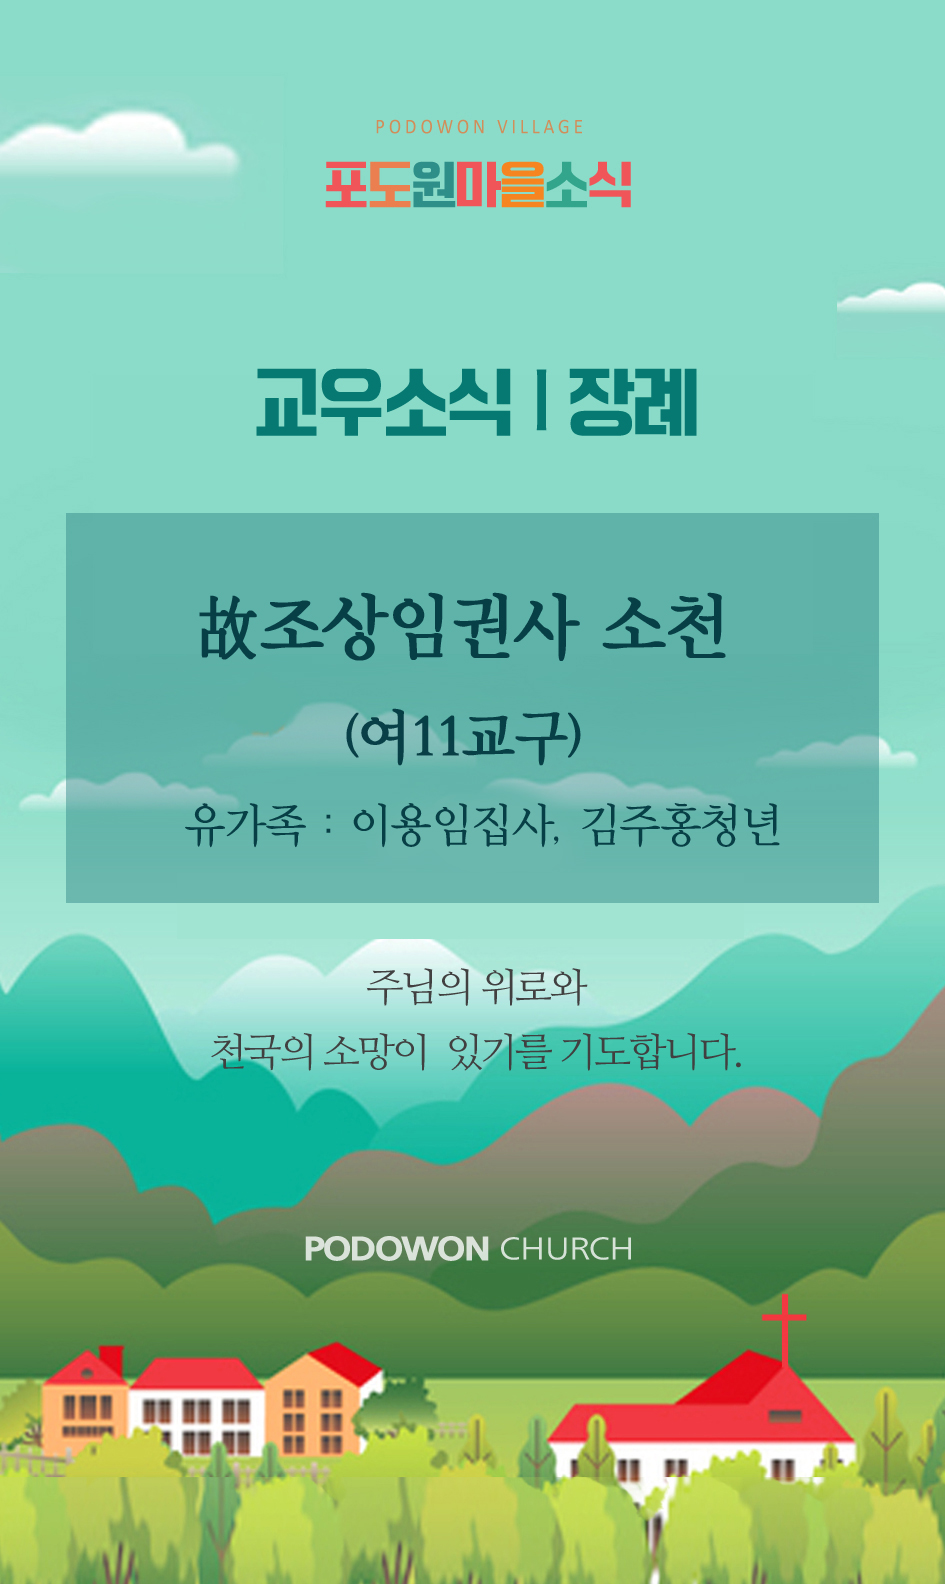 PODOWON VILLAGE
포도원마을소식
교우소식 | 장례
故조상임권사 소천
(여11교구)
유가족 : 이용임집사, 김주홍청년
주님의 위로와
천국의 소망이 있기를 기도합니다.
PODOWON CHURCH